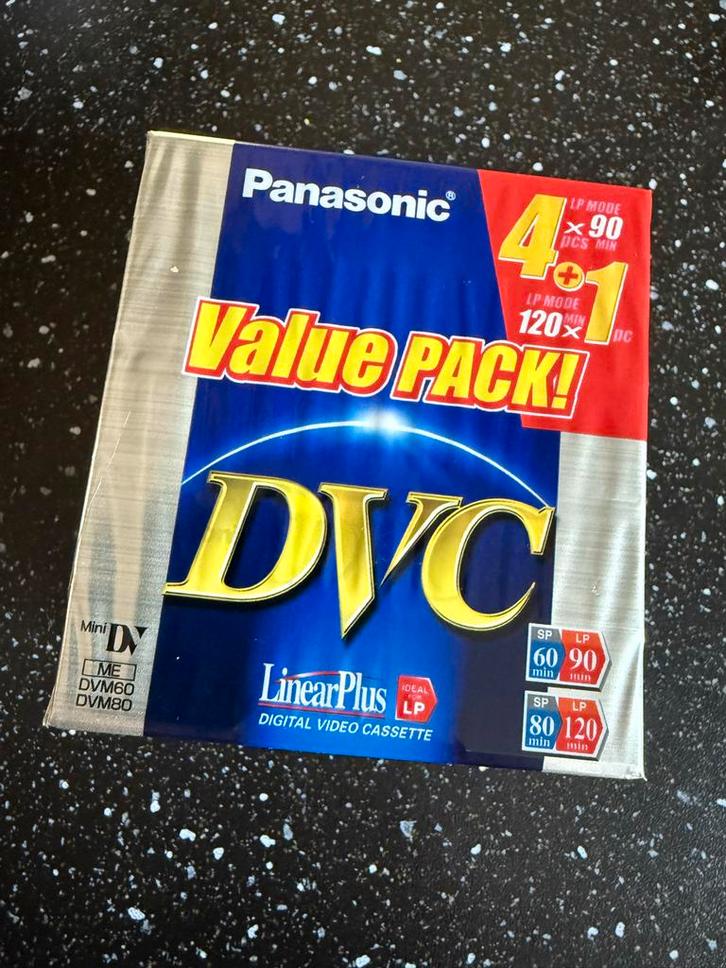 Panasonic®
4 pcs x 90 MIN LP MODE
+
LP MODE 120 MIN x 1 pc
Value PACK!
DVC
Mini DV
ME
DVM60
DVM80
LinearPlus
IDEAL FOR LP
DIGITAL VIDEO CASSETTE
SP 60 min LP 90 min
SP 80 min LP 120 min